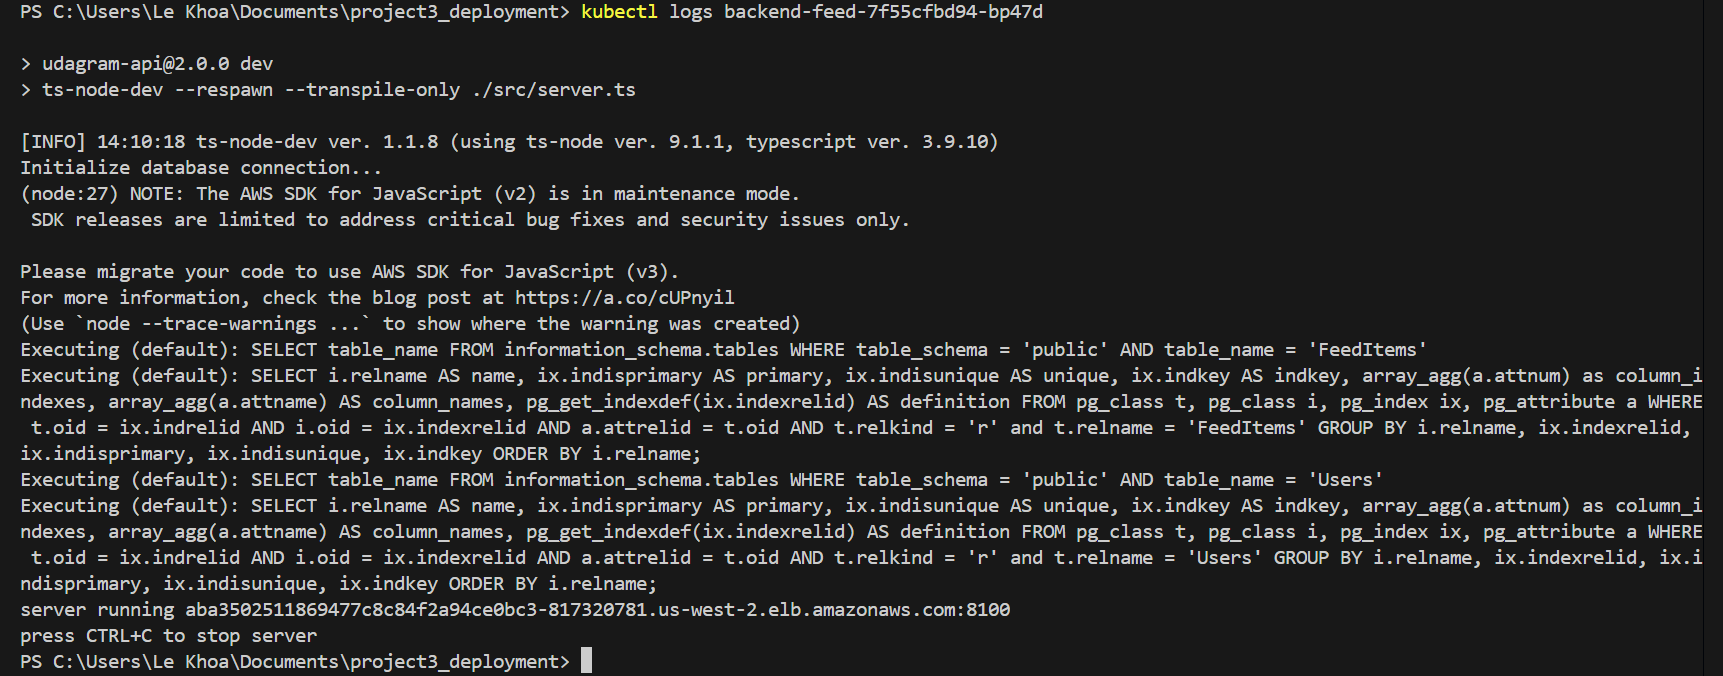 PS C:\Users\Le Khoa\Documents\project3_deployment> kubectl logs backend-feed-7f55cfbd94-bp47d
> udagram-api@2.0.0 dev
> ts-node-dev --respawn --transpile-only ./src/server.ts
[INFO] 14:10:18 ts-node-dev ver. 1.1.8 (using ts-node ver. 9.1.1, typescript ver. 3.9.10)
Initialize database connection...
(node:27) NOTE: The AWS SDK for JavaScript (v2) is in maintenance mode.
 SDK releases are limited to address critical bug fixes and security issues only.
Please migrate your code to use AWS SDK for JavaScript (v3).
For more information, check the blog post at https://a.co/cUPnyil
(Use `node --trace-warnings ...` to show where the warning was created)
Executing (default): SELECT table_name FROM information_schema.tables WHERE table_schema = 'public' AND table_name = 'FeedItems'
Executing (default): SELECT i.relname AS name, ix.indisprimary AS primary, ix.indisunique AS unique, ix.indkey AS indkey, array_agg(a.attnum) as column_i
ndexes, array_agg(a.attname) AS column_names, pg_get_indexdef(ix.indexrelid) AS definition FROM pg_class t, pg_class i, pg_index ix, pg_attribute a WHERE
 t.oid = ix.indrelid AND i.oid = ix.indexrelid AND a.attrelid = t.oid AND t.relkind = 'r' and t.relname = 'FeedItems' GROUP BY i.relname, ix.indexrelid,
ix.indisprimary, ix.indisunique, ix.indkey ORDER BY i.relname;
Executing (default): SELECT table_name FROM information_schema.tables WHERE table_schema = 'public' AND table_name = 'Users'
Executing (default): SELECT i.relname AS name, ix.indisprimary AS primary, ix.indisunique AS unique, ix.indkey AS indkey, array_agg(a.attnum) as column_i
ndexes, array_agg(a.attname) AS column_names, pg_get_indexdef(ix.indexrelid) AS definition FROM pg_class t, pg_class i, pg_index ix, pg_attribute a WHERE
 t.oid = ix.indrelid AND i.oid = ix.indexrelid AND a.attrelid = t.oid AND t.relkind = 'r' and t.relname = 'Users' GROUP BY i.relname, ix.indexrelid, ix.i
ndisprimary, ix.indisunique, ix.indkey ORDER BY i.relname;
server running aba3502511869477c8c84f2a94ce0bc3-817320781.us-west-2.elb.amazonaws.com:8100
press CTRL+C to stop server
PS C:\Users\Le Khoa\Documents\project3_deployment>